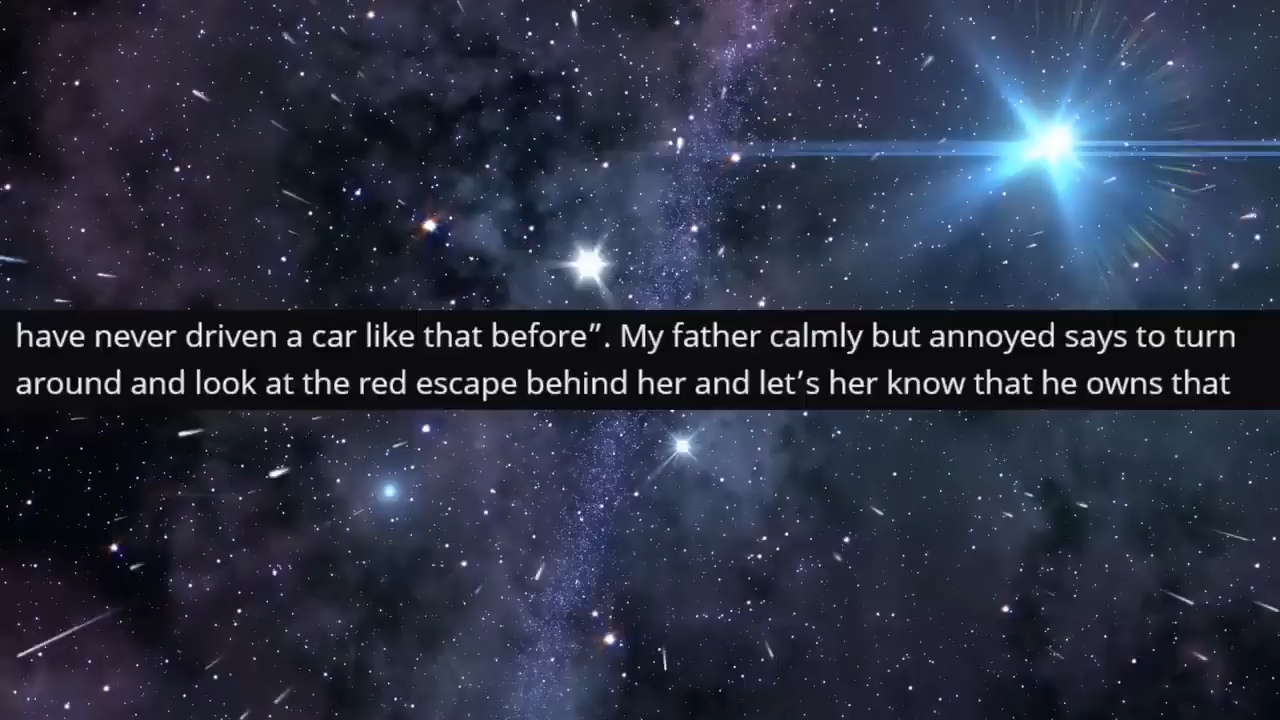 have never driven a car like that before”. My father calmly but annoyed says to turn
around and look at the red escape behind her and let’s her know that he owns that